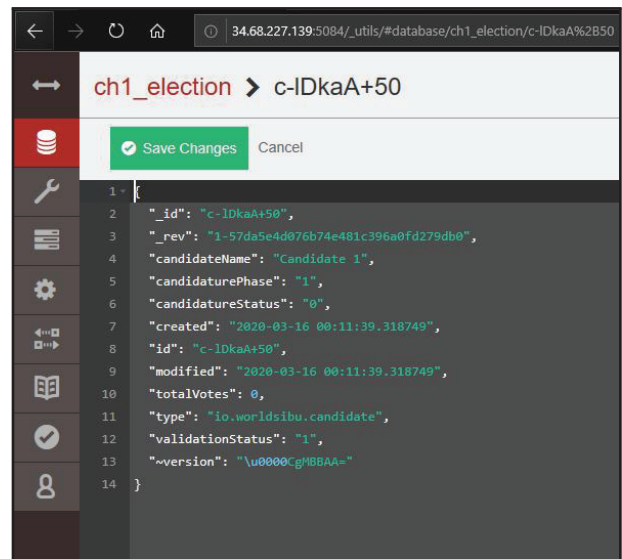 34.68.227.139:5084/_utils/#database/ch1_election/c-lDkaA%2B50
ch1_election > c-lDkaA+50
Save Changes Cancel
1 {
2 "_id": "c-lDkaA+50",
3 "_rev": "1-57da5e4d076b74e481c396a0fd279db0",
4 "candidateName": "Candidate 1",
5 "candidaturePhase": "1",
6 "candidatureStatus": "0",
7 "created": "2020-03-16 00:11:39.318749",
8 "id": "c-lDkaA+50",
9 "modified": "2020-03-16 00:11:39.318749",
10 "totalVotes": 0,
11 "type": "io.worldsibu.candidate",
12 "validationStatus": "1",
13 "~version": "\u0000CgMBBAA="
14 }